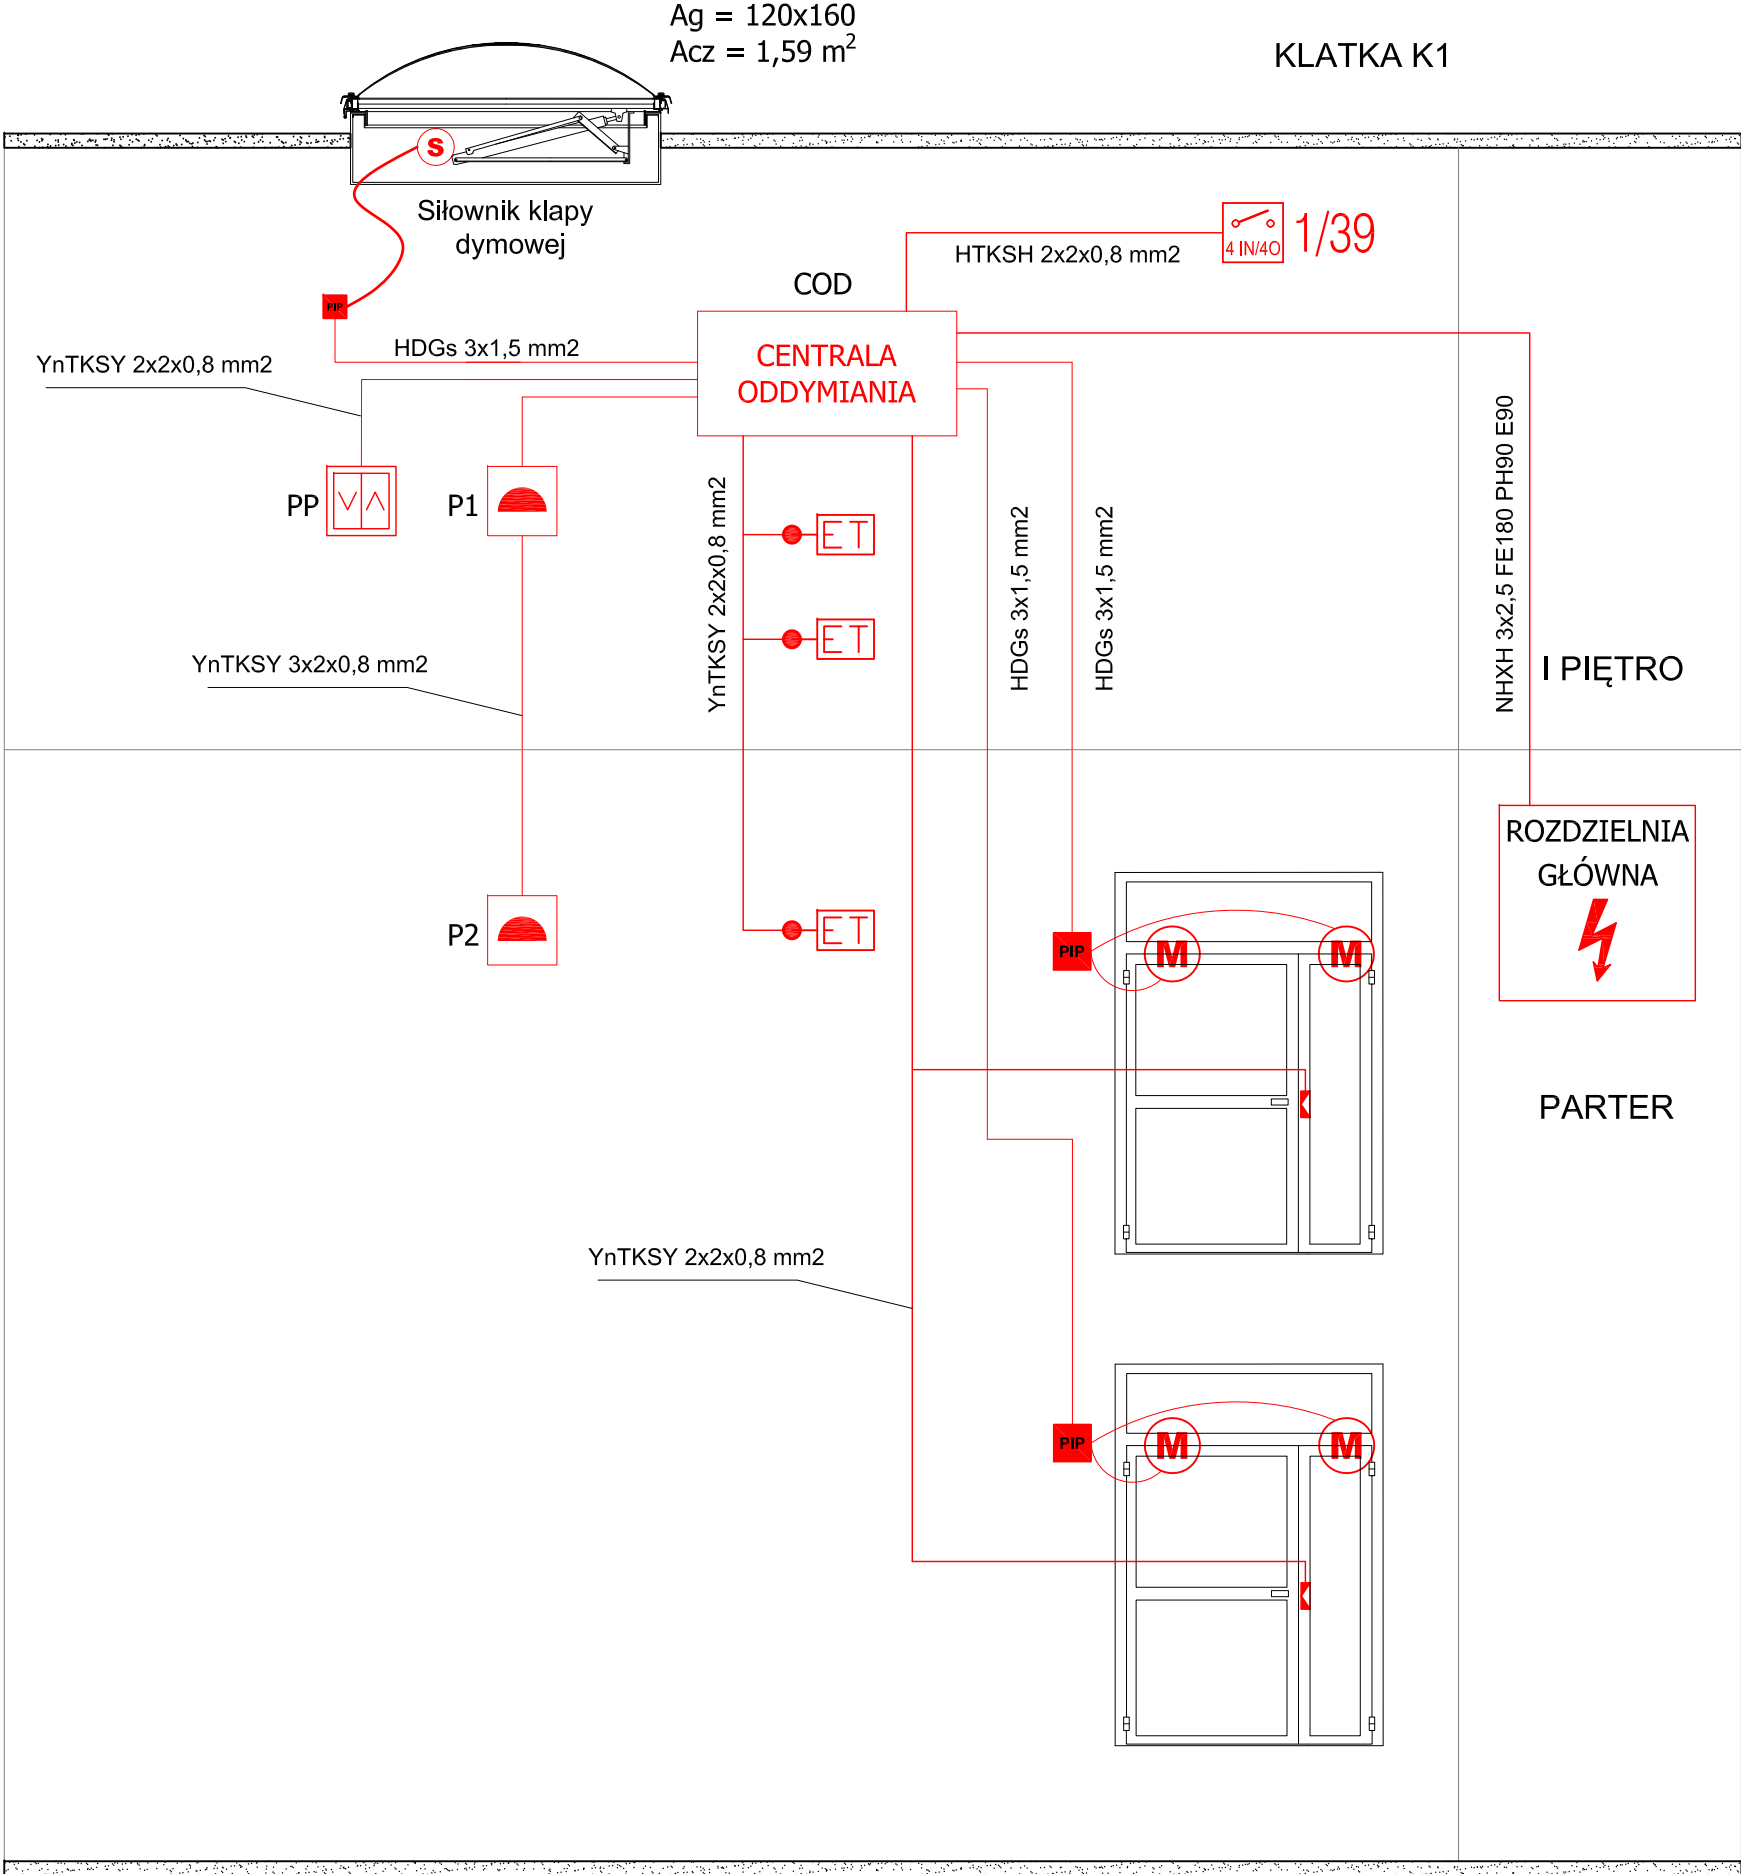 Ag = 120x160
Acz = 1,59 m²
KLATKA K1
S
Siłownik klapy
dymowej
4 IN/4O
1/39
HTKSH 2x2x0,8 mm2
COD
PIP
HDGs 3x1,5 mm2
YnTKSY 2x2x0,8 mm2
CENTRALA
ODDYMIANIA
PP
P1
YnTKSY 2x2x0,8 mm2
ET
ET
HDGs 3x1,5 mm2
HDGs 3x1,5 mm2
NHXH 3x2,5 FE180 PH90 E90
YnTKSY 3x2x0,8 mm2
I PIĘTRO
ROZDZIELNIA
GŁÓWNA
P2
ET
PIP
M
M
PARTER
YnTKSY 2x2x0,8 mm2
PIP
M
M